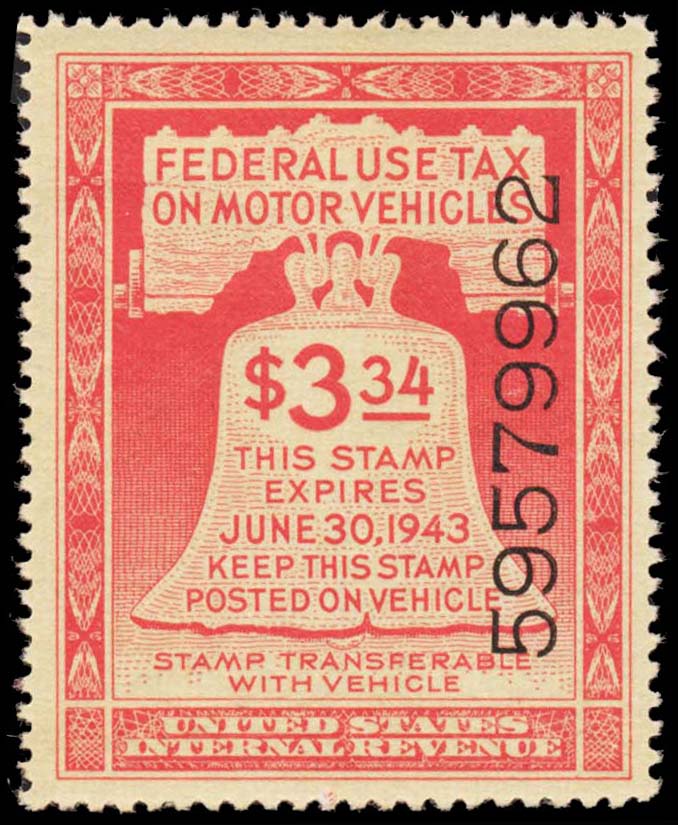 FEDERAL USE TAX
ON MOTOR VEHICLES
$3 34
THIS STAMP
EXPIRES
JUNE 30, 1943
KEEP THIS STAMP
POSTED ON VEHICLE
STAMP TRANSFERABLE
WITH VEHICLE
UNITED STATES
INTERNAL REVENUE
59579962